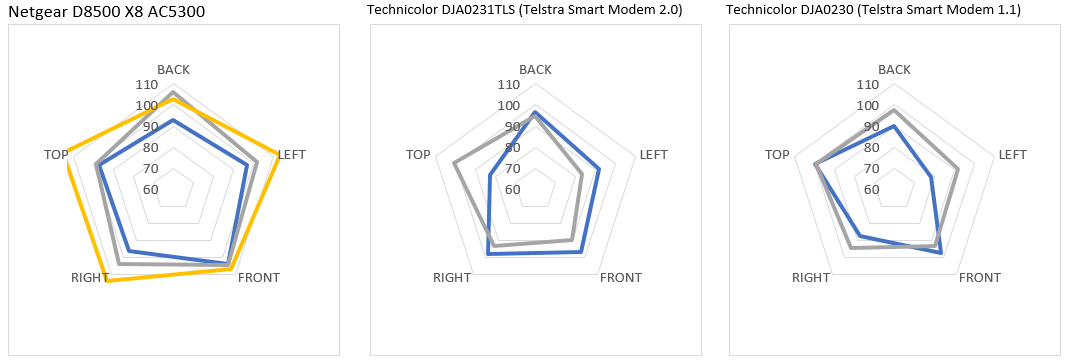 Netgear D8500 X8 AC5300
BACK
110
100
90
80
70
60
TOP
LEFT
RIGHT
FRONT
Technicolor DJA0231TLS (Telstra Smart Modem 2.0)
BACK
110
100
90
80
70
60
TOP
LEFT
RIGHT
FRONT
Technicolor DJA0230 (Telstra Smart Modem 1.1)
BACK
110
100
90
80
70
60
TOP
LEFT
RIGHT
FRONT